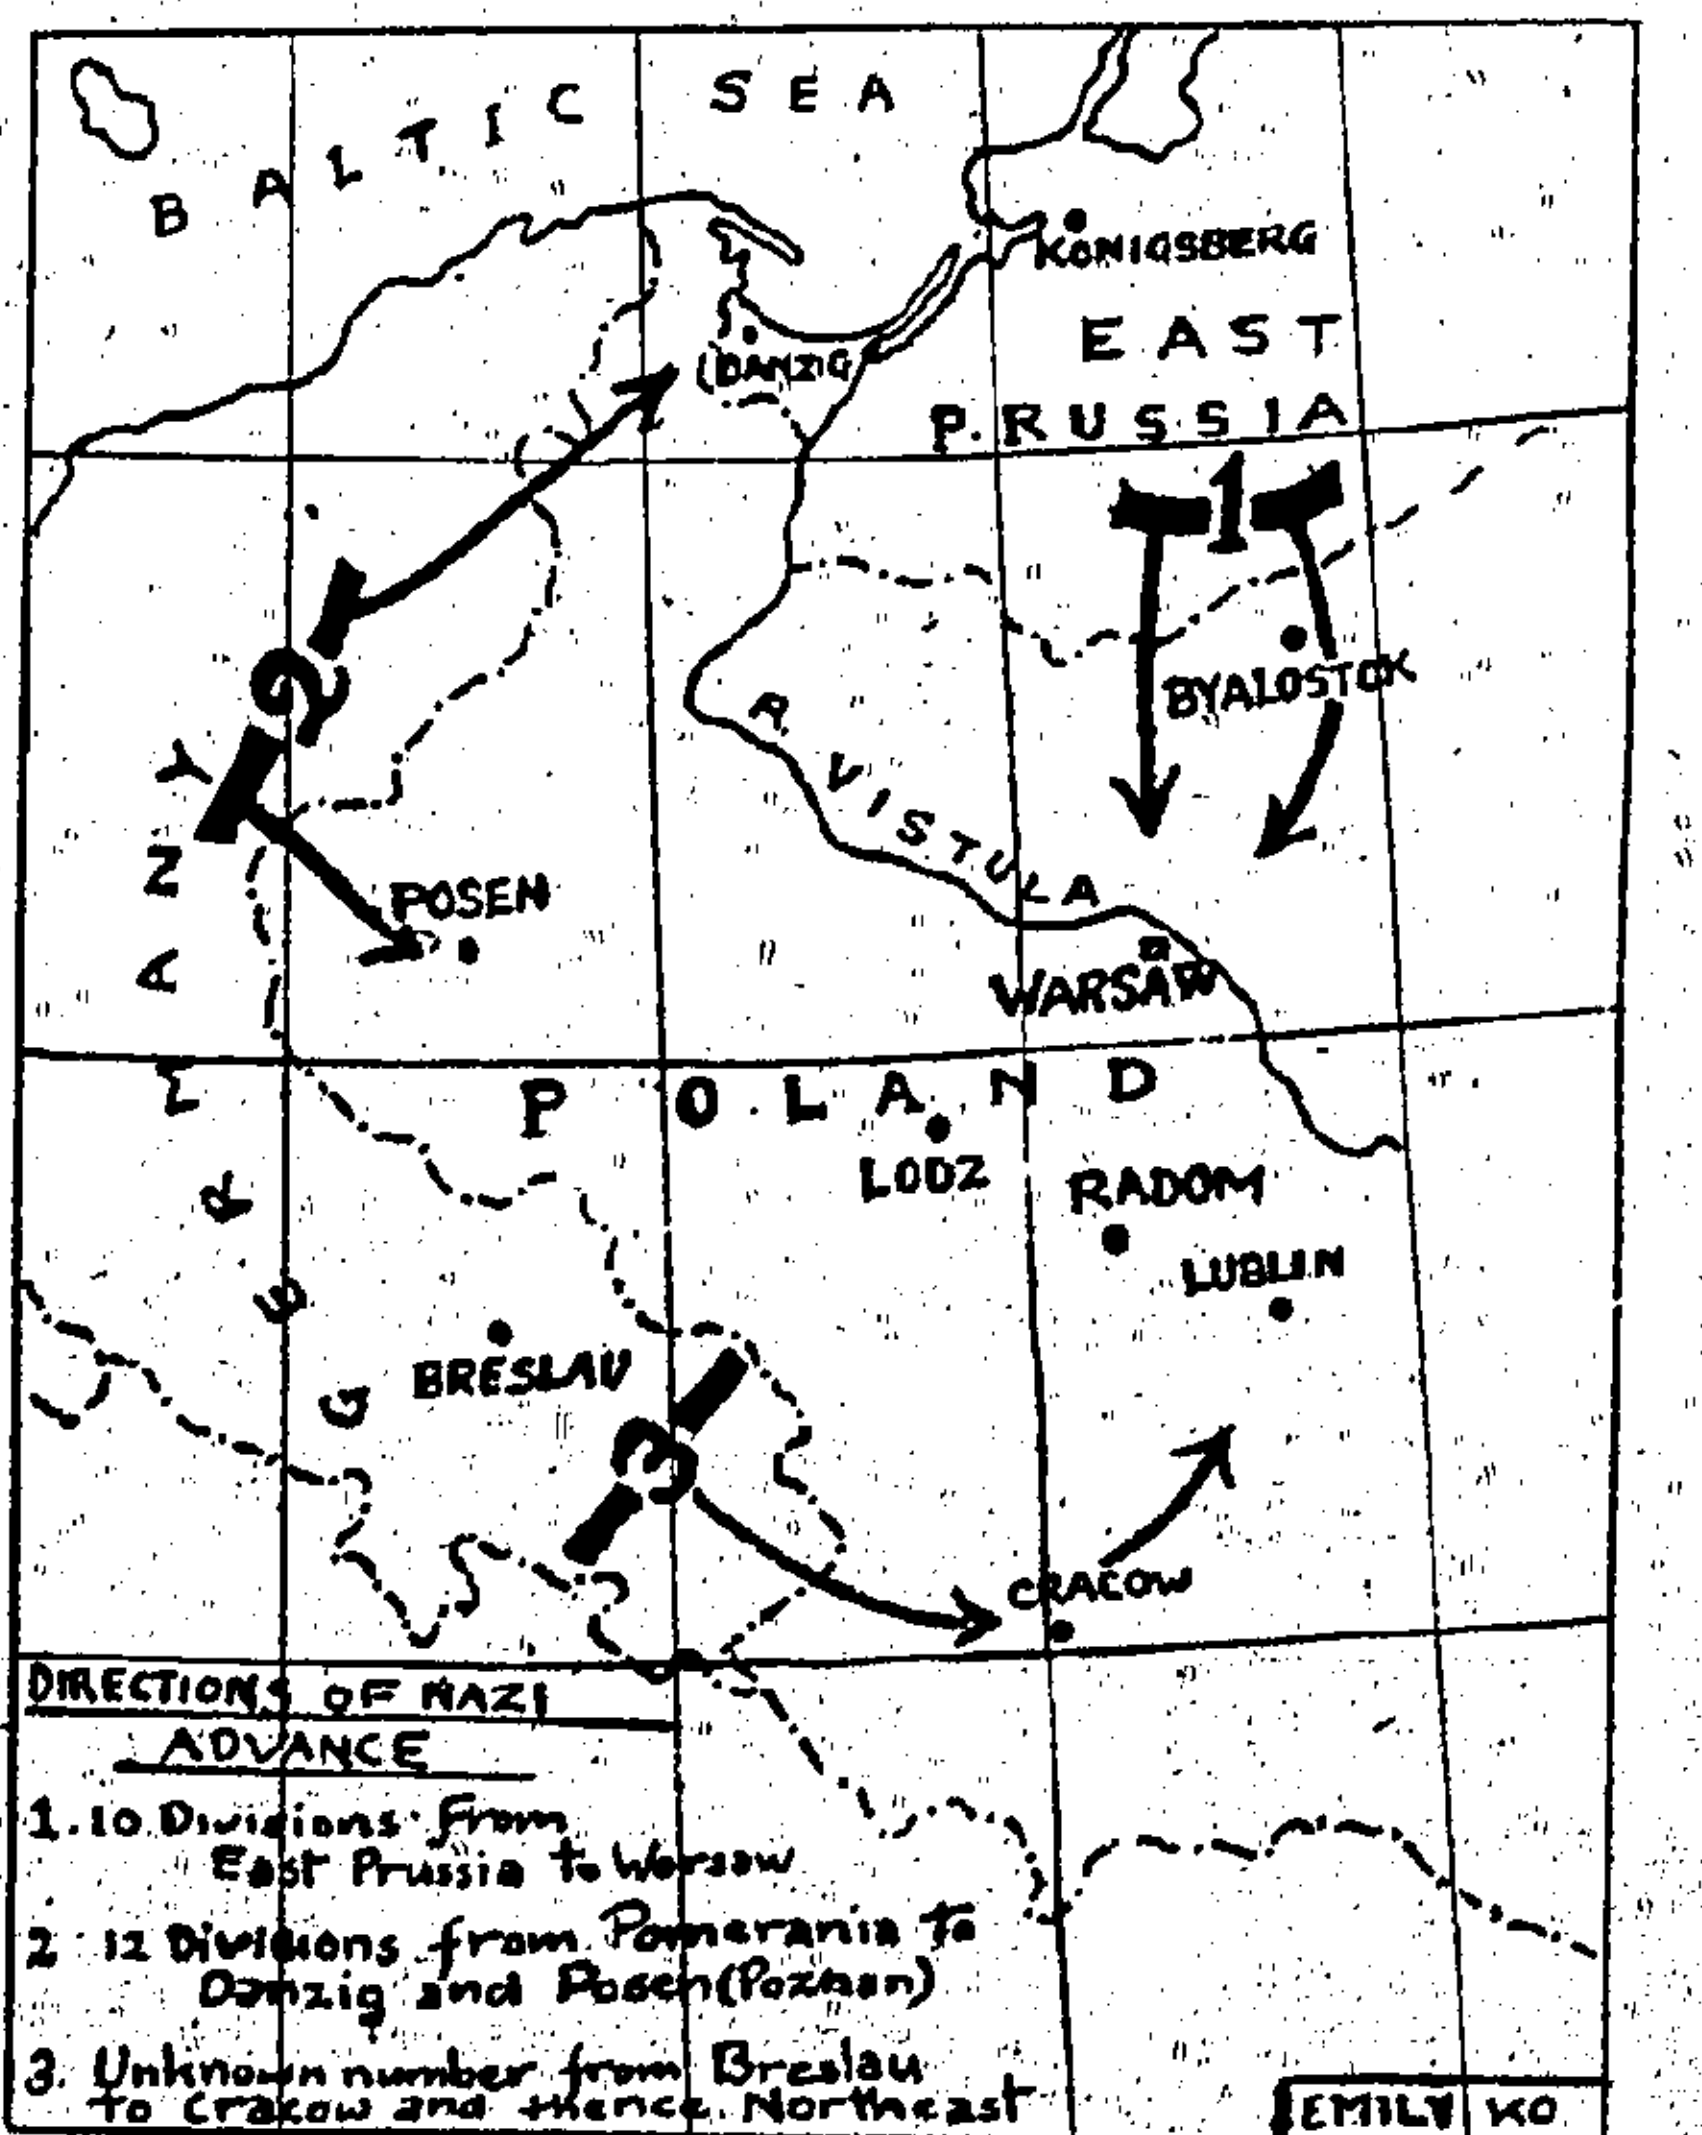 BALTIC SEA
KÖNIGSBERG
(DANZIG
EAST
PRUSSIA
1
BYALOSTOK
2
R. VISTULA
POSEN
WARSAW
GERMANY
POLAND
LODZ
RADOM
LUBLIN
BRESLAU
3
CRACOW
DIRECTIONS OF NAZI
ADVANCE
1. 10 Divisions From
East Prussia to Warsaw
2 12 Divisions from Pomerania to
Danzig and Posen (Poznan)
3. Unknown number from Breslau
to Cracow and thence Northeast
EMILY KO